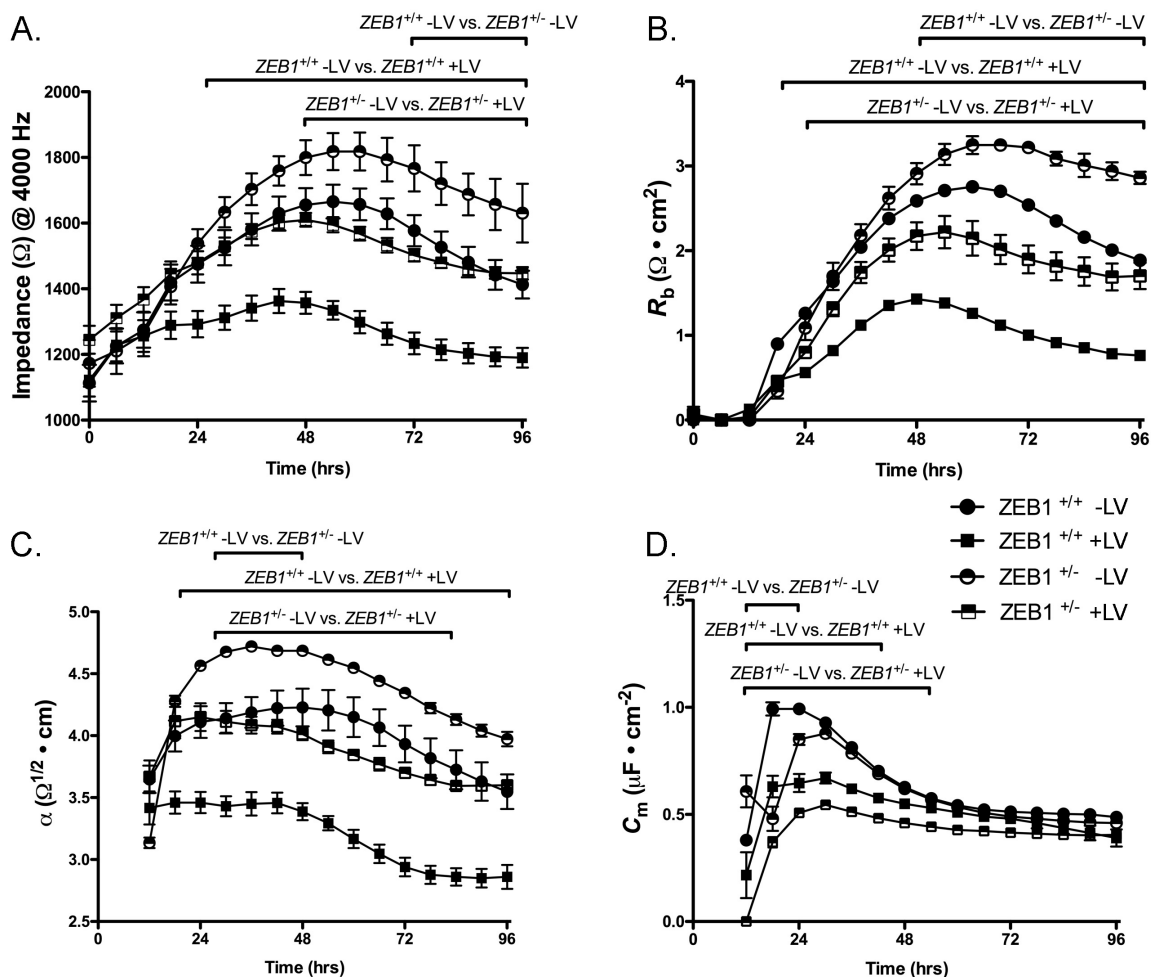 A.
ZEB1+/+ -LV vs. ZEB1+/- -LV
ZEB1+/+ -LV vs. ZEB1+/+ +LV
ZEB1+/- -LV vs. ZEB1+/- +LV
Impedance (Ω) @ 4000 Hz
2000
1800
1600
1400
1200
1000
0 24 48 72 96
Time (hrs)
B.
ZEB1+/+ -LV vs. ZEB1+/- -LV
ZEB1+/+ -LV vs. ZEB1+/+ +LV
ZEB1+/- -LV vs. ZEB1+/- +LV
Rb (Ω • cm2)
4
3
2
1
0
0 24 48 72 96
Time (hrs)
ZEB1 +/+ -LV
ZEB1 +/+ +LV
ZEB1 +/- -LV
ZEB1 +/- +LV
C.
ZEB1+/+ -LV vs. ZEB1+/- -LV
ZEB1+/+ -LV vs. ZEB1+/+ +LV
ZEB1+/- -LV vs. ZEB1+/- +LV
α (Ω1/2 • cm)
5.0
4.5
4.0
3.5
3.0
2.5
0 24 48 72 96
Time (hrs)
D.
ZEB1+/+ -LV vs. ZEB1+/- -LV
ZEB1+/+ -LV vs. ZEB1+/+ +LV
ZEB1+/- -LV vs. ZEB1+/- +LV
Cm (µF • cm-2)
1.5
1.0
0.5
0.0
0 24 48 72 96
Time (hrs)